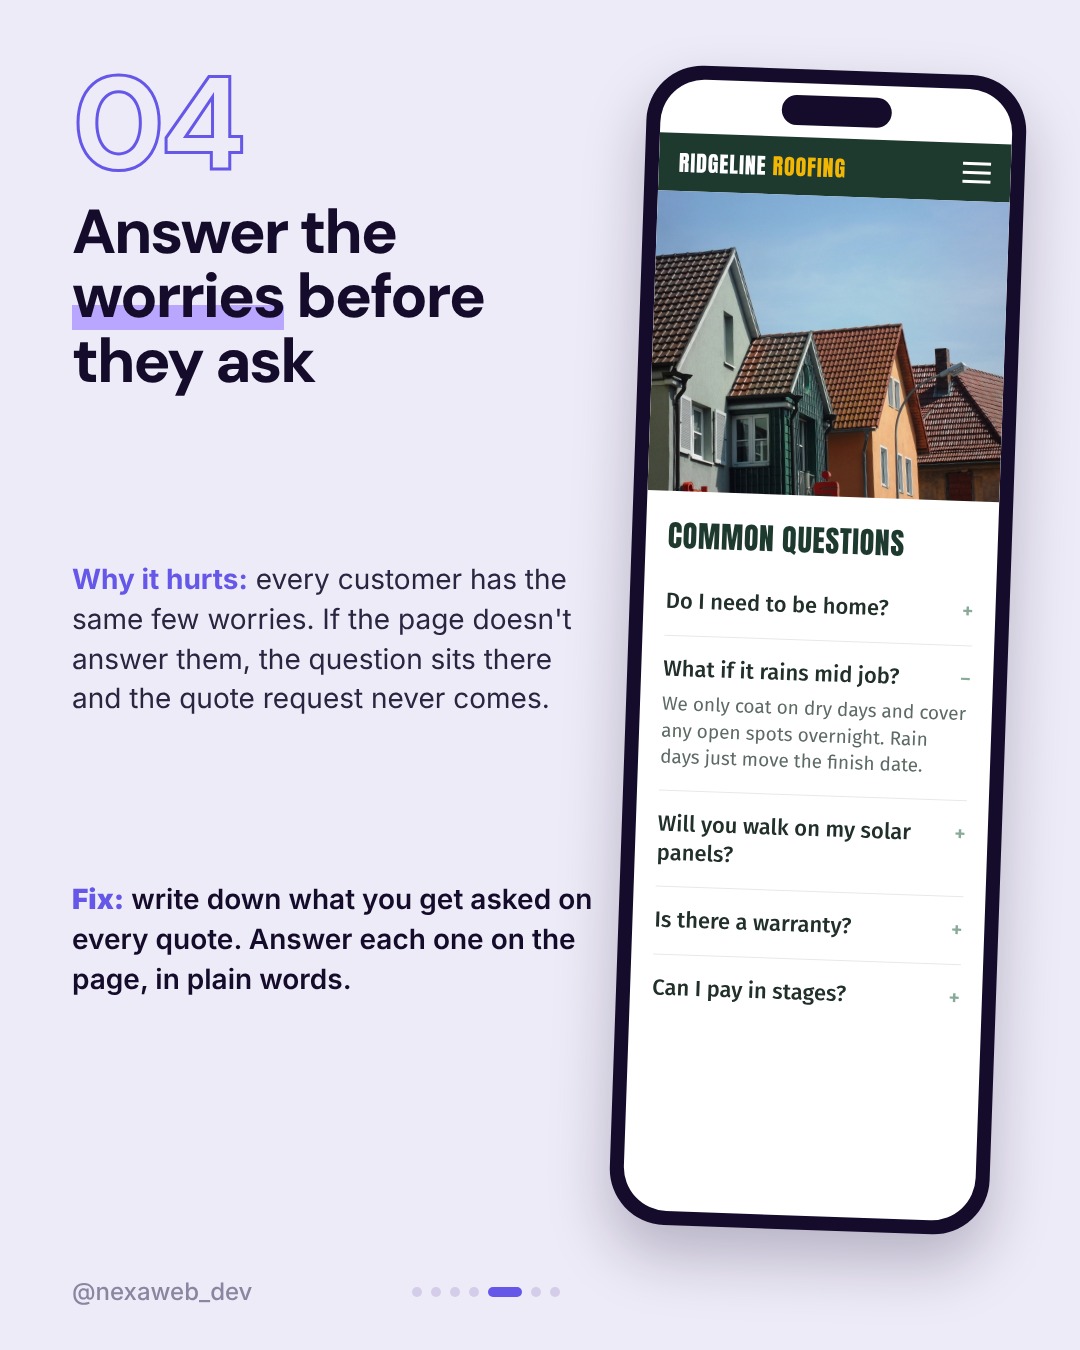 04
Answer the
worries before
they ask
Why it hurts: every customer has the
same few worries. If the page doesn't
answer them, the question sits there
and the quote request never comes.
Fix: write down what you get asked on
every quote. Answer each one on the
page, in plain words.
@nexaweb_dev
RIDGELINE ROOFING
COMMON QUESTIONS
Do I need to be home? +
What if it rains mid job? –
We only coat on dry days and cover
any open spots overnight. Rain
days just move the finish date.
Will you walk on my solar +
panels?
Is there a warranty? +
Can I pay in stages? +